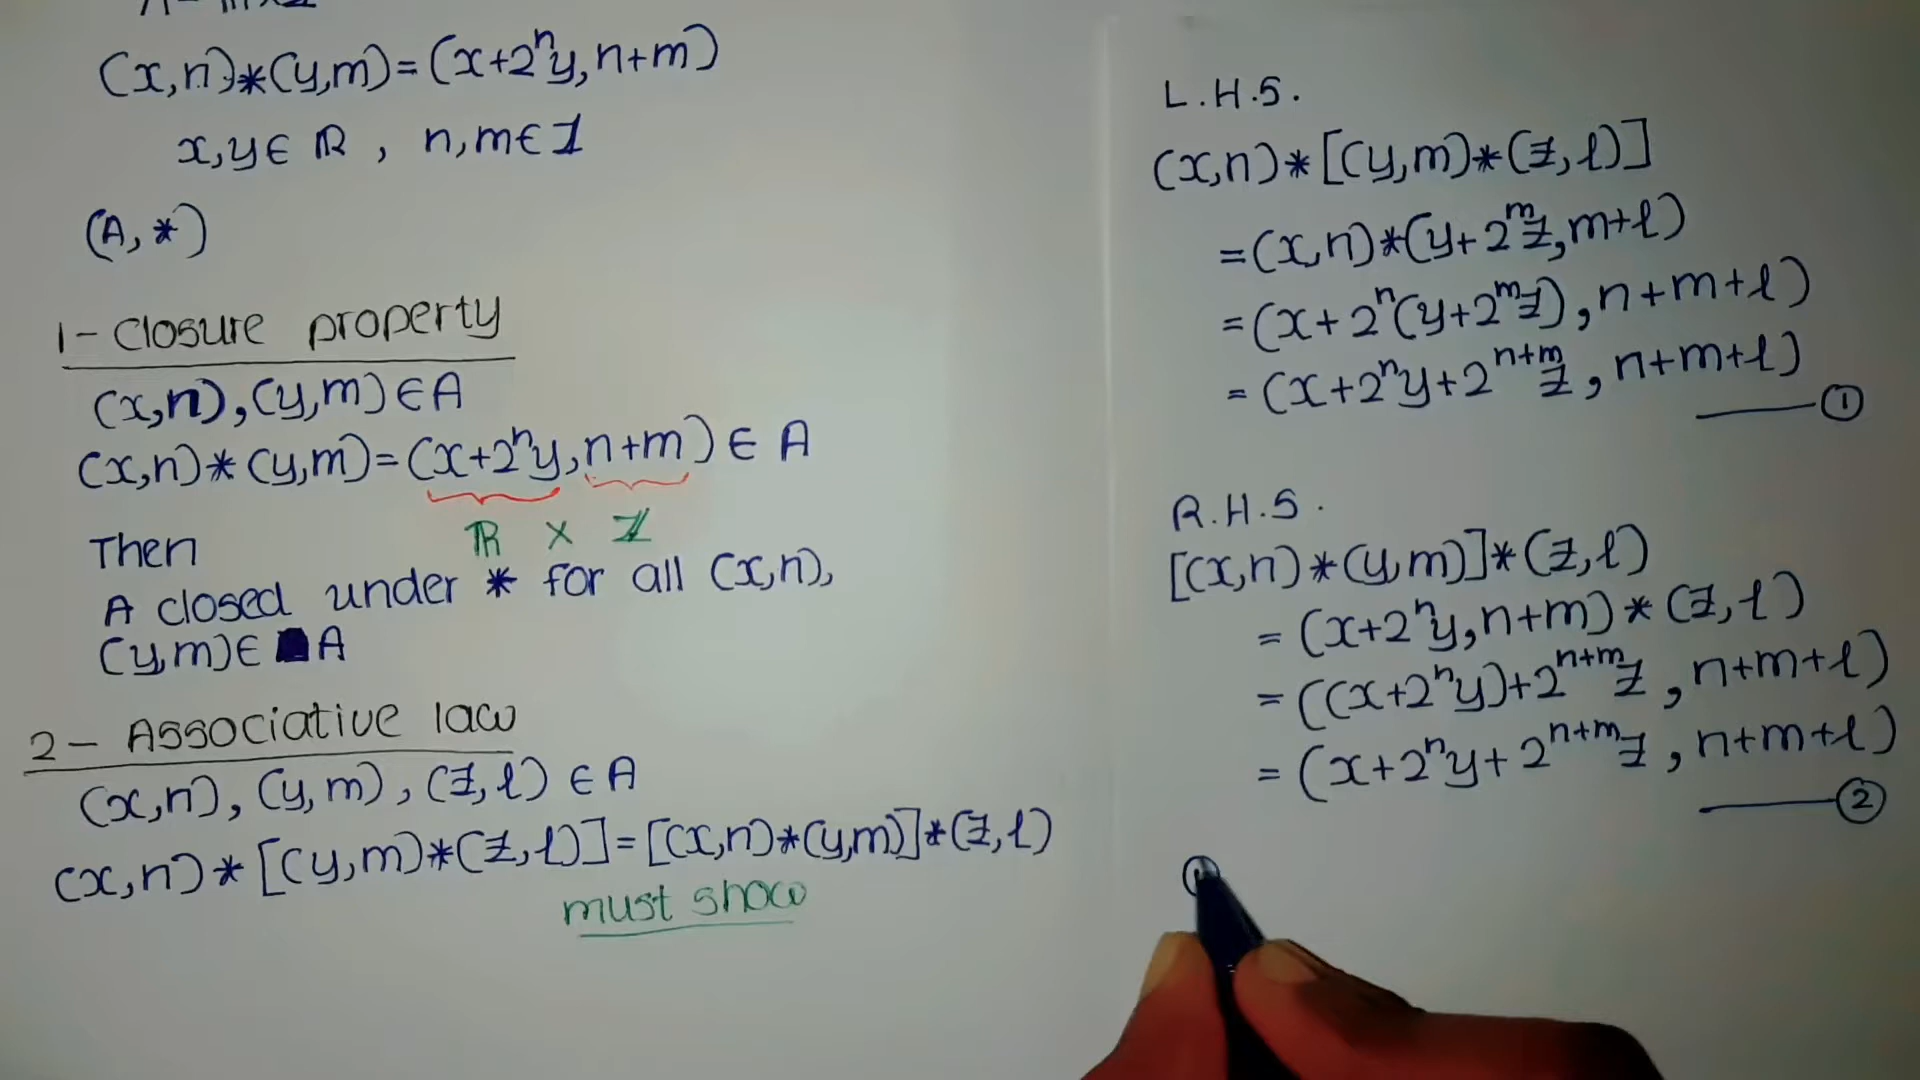 (x,n)*(y,m)=(x+2ⁿy,n+m)
x,y∈ ℝ , n,m∈ℤ
(A,*)
1- Closure property
(x,n),(y,m)∈A
(x,n)*(y,m)=(x+2ⁿy,n+m)∈ A
ℝ × ℤ
Then
A closed under * for all (x,n),
(y,m)∈ A
2- Associative law
(x,n), (y,m), (z,l) ∈ A
(x,n)*[(y,m)*(z,l)]=[(x,n)*(y,m)]*(z,l)
must show
L.H.S.
(x,n)*[(y,m)*(z,l)]
=(x,n)*(y+2ᵐz,m+l)
=(x+2ⁿ(y+2ᵐz),n+m+l)
=(x+2ⁿy+2ⁿ⁺ᵐz,n+m+l)
①
R.H.S.
[(x,n)*(y,m)]*(z,l)
=(x+2ⁿy,n+m)*(z,l)
=((x+2ⁿy)+2ⁿ⁺ᵐz,n+m+l)
=(x+2ⁿy+2ⁿ⁺ᵐz,n+m+l)
②
①